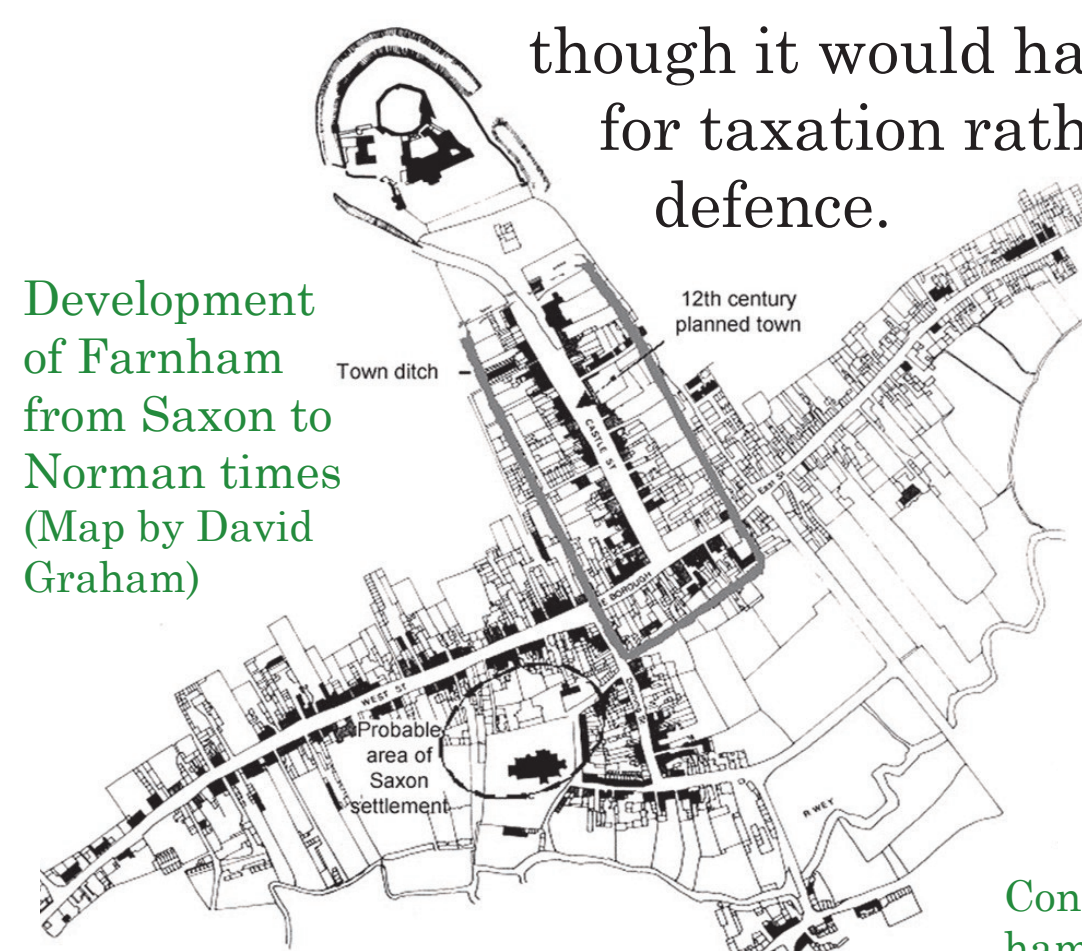 though it would ha
for taxation rath
defence.
Development
of Farnham
from Saxon to
Norman times
(Map by David
Graham)
12th century
planned town
Town ditch
CASTLE ST
East St
BOROUGH
WEST ST
Probable
area of
Saxon
settlement
R WEY
Con
ham